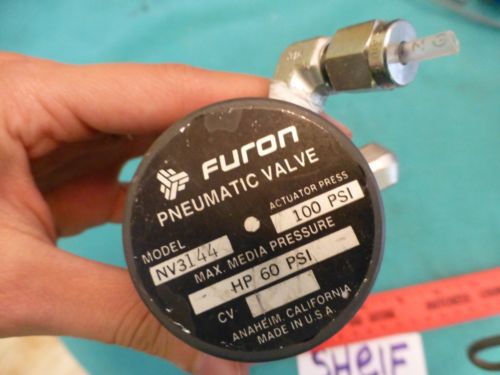 FURON
PNEUMATIC VALVE
MODEL
NV3144
ACTUATOR PRESS
100 PSI
MAX. MEDIA PRESSURE
HP/60 PSI
CV
ANAHEIM, CALIFORNIA
MADE IN U.S.A.
SHelF